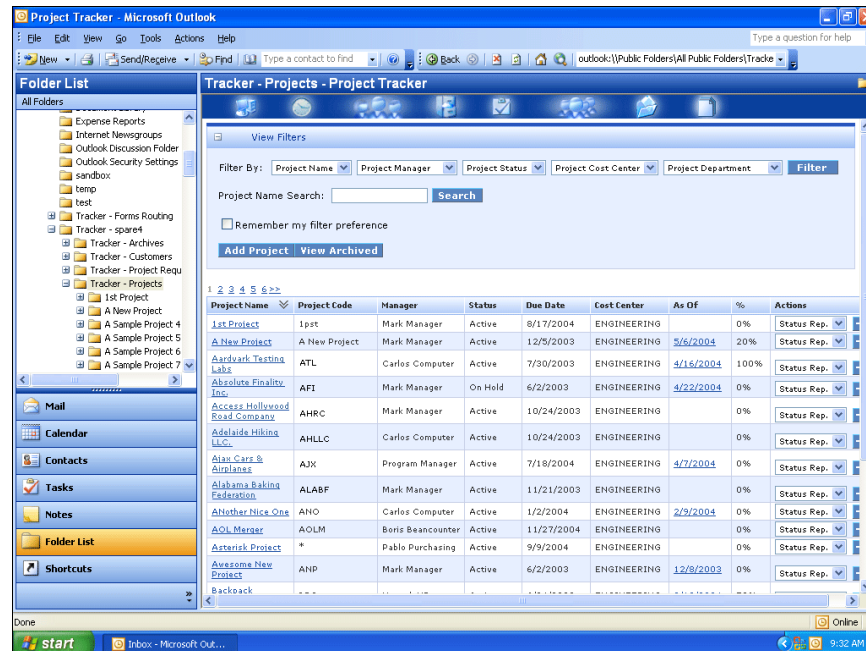 Project Tracker - Microsoft Outlook
File Edit View Go Tools Actions Help
Type a question for help
New Send/Receive Find Type a contact to find Back outlook:\\Public Folders\All Public Folders\Tracke
Folder List
All Folders
Expense Reports
Internet Newsgroups
Outlook Discussion Folder
Outlook Security Settings
sandbox
temp
test
Tracker - Forms Routing
Tracker - spare4
Tracker - Archives
Tracker - Customers
Tracker - Project Requ
Tracker - Projects
1st Project
A New Project
A Sample Project 4
A Sample Project 5
A Sample Project 6
A Sample Project 7
Mail
Calendar
Contacts
Tasks
Notes
Folder List
Shortcuts
Tracker - Projects - Project Tracker
View Filters
Filter By: Project Name Project Manager Project Status Project Cost Center Project Department Filter
Project Name Search: Search
Remember my filter preference
Add Project View Archived
1 2 3 4 5 6 >>
Project Name Project Code Manager Status Due Date Cost Center As Of % Actions
1st Project 1pst Mark Manager Active 8/17/2004 ENGINEERING 0% Status Rep.
A New Project A New Project Mark Manager Active 12/5/2003 ENGINEERING 5/6/2004 20% Status Rep.
Aardvark Testing Labs ATL Carlos Computer Active 7/30/2003 ENGINEERING 4/16/2004 100% Status Rep.
Absolute Finality Inc. AFI Mark Manager On Hold 6/2/2003 ENGINEERING 4/22/2004 0% Status Rep.
Access Hollywood Road Company AHRC Mark Manager Active 10/24/2003 ENGINEERING 0% Status Rep.
Adelaide Hiking LLC. AHLLC Carlos Computer Active 10/24/2003 ENGINEERING 0% Status Rep.
Ajax Cars & Airplanes AJX Program Manager Active 7/18/2004 ENGINEERING 4/7/2004 0% Status Rep.
Alabama Baking Federation ALABF Mark Manager Active 11/21/2003 ENGINEERING 0% Status Rep.
ANother Nice One ANO Carlos Computer Active 1/2/2004 ENGINEERING 2/9/2004 0% Status Rep.
AOL Merger AOLM Boris Beancounter Active 11/27/2004 ENGINEERING 0% Status Rep.
Asterisk Project * Pablo Purchasing Active 9/9/2004 ENGINEERING 0% Status Rep.
Awesome New Project ANP Mark Manager Active 6/2/2003 ENGINEERING 12/8/2003 0% Status Rep.
Backpack
Done
Online
start
Inbox - Microsoft Out...
9:32 AM